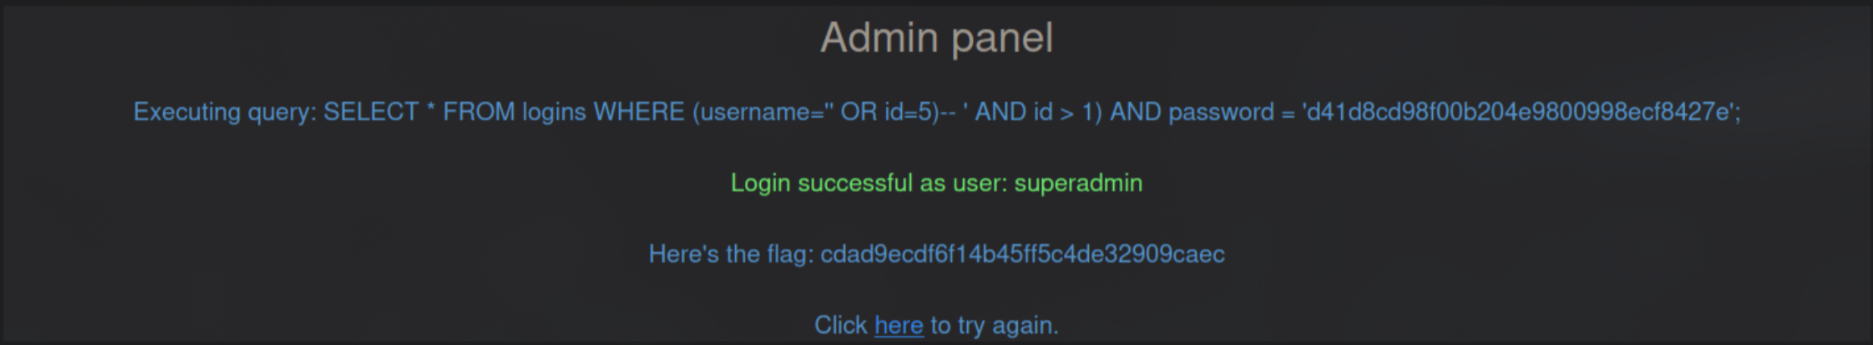 Admin panel
Executing query: SELECT * FROM logins WHERE (username='' OR id=5)-- ' AND id > 1) AND password = 'd41d8cd98f00b204e9800998ecf8427e';
Login successful as user: superadmin
Here's the flag: cdad9ecdf6f14b45ff5c4de32909caec
Click here to try again.